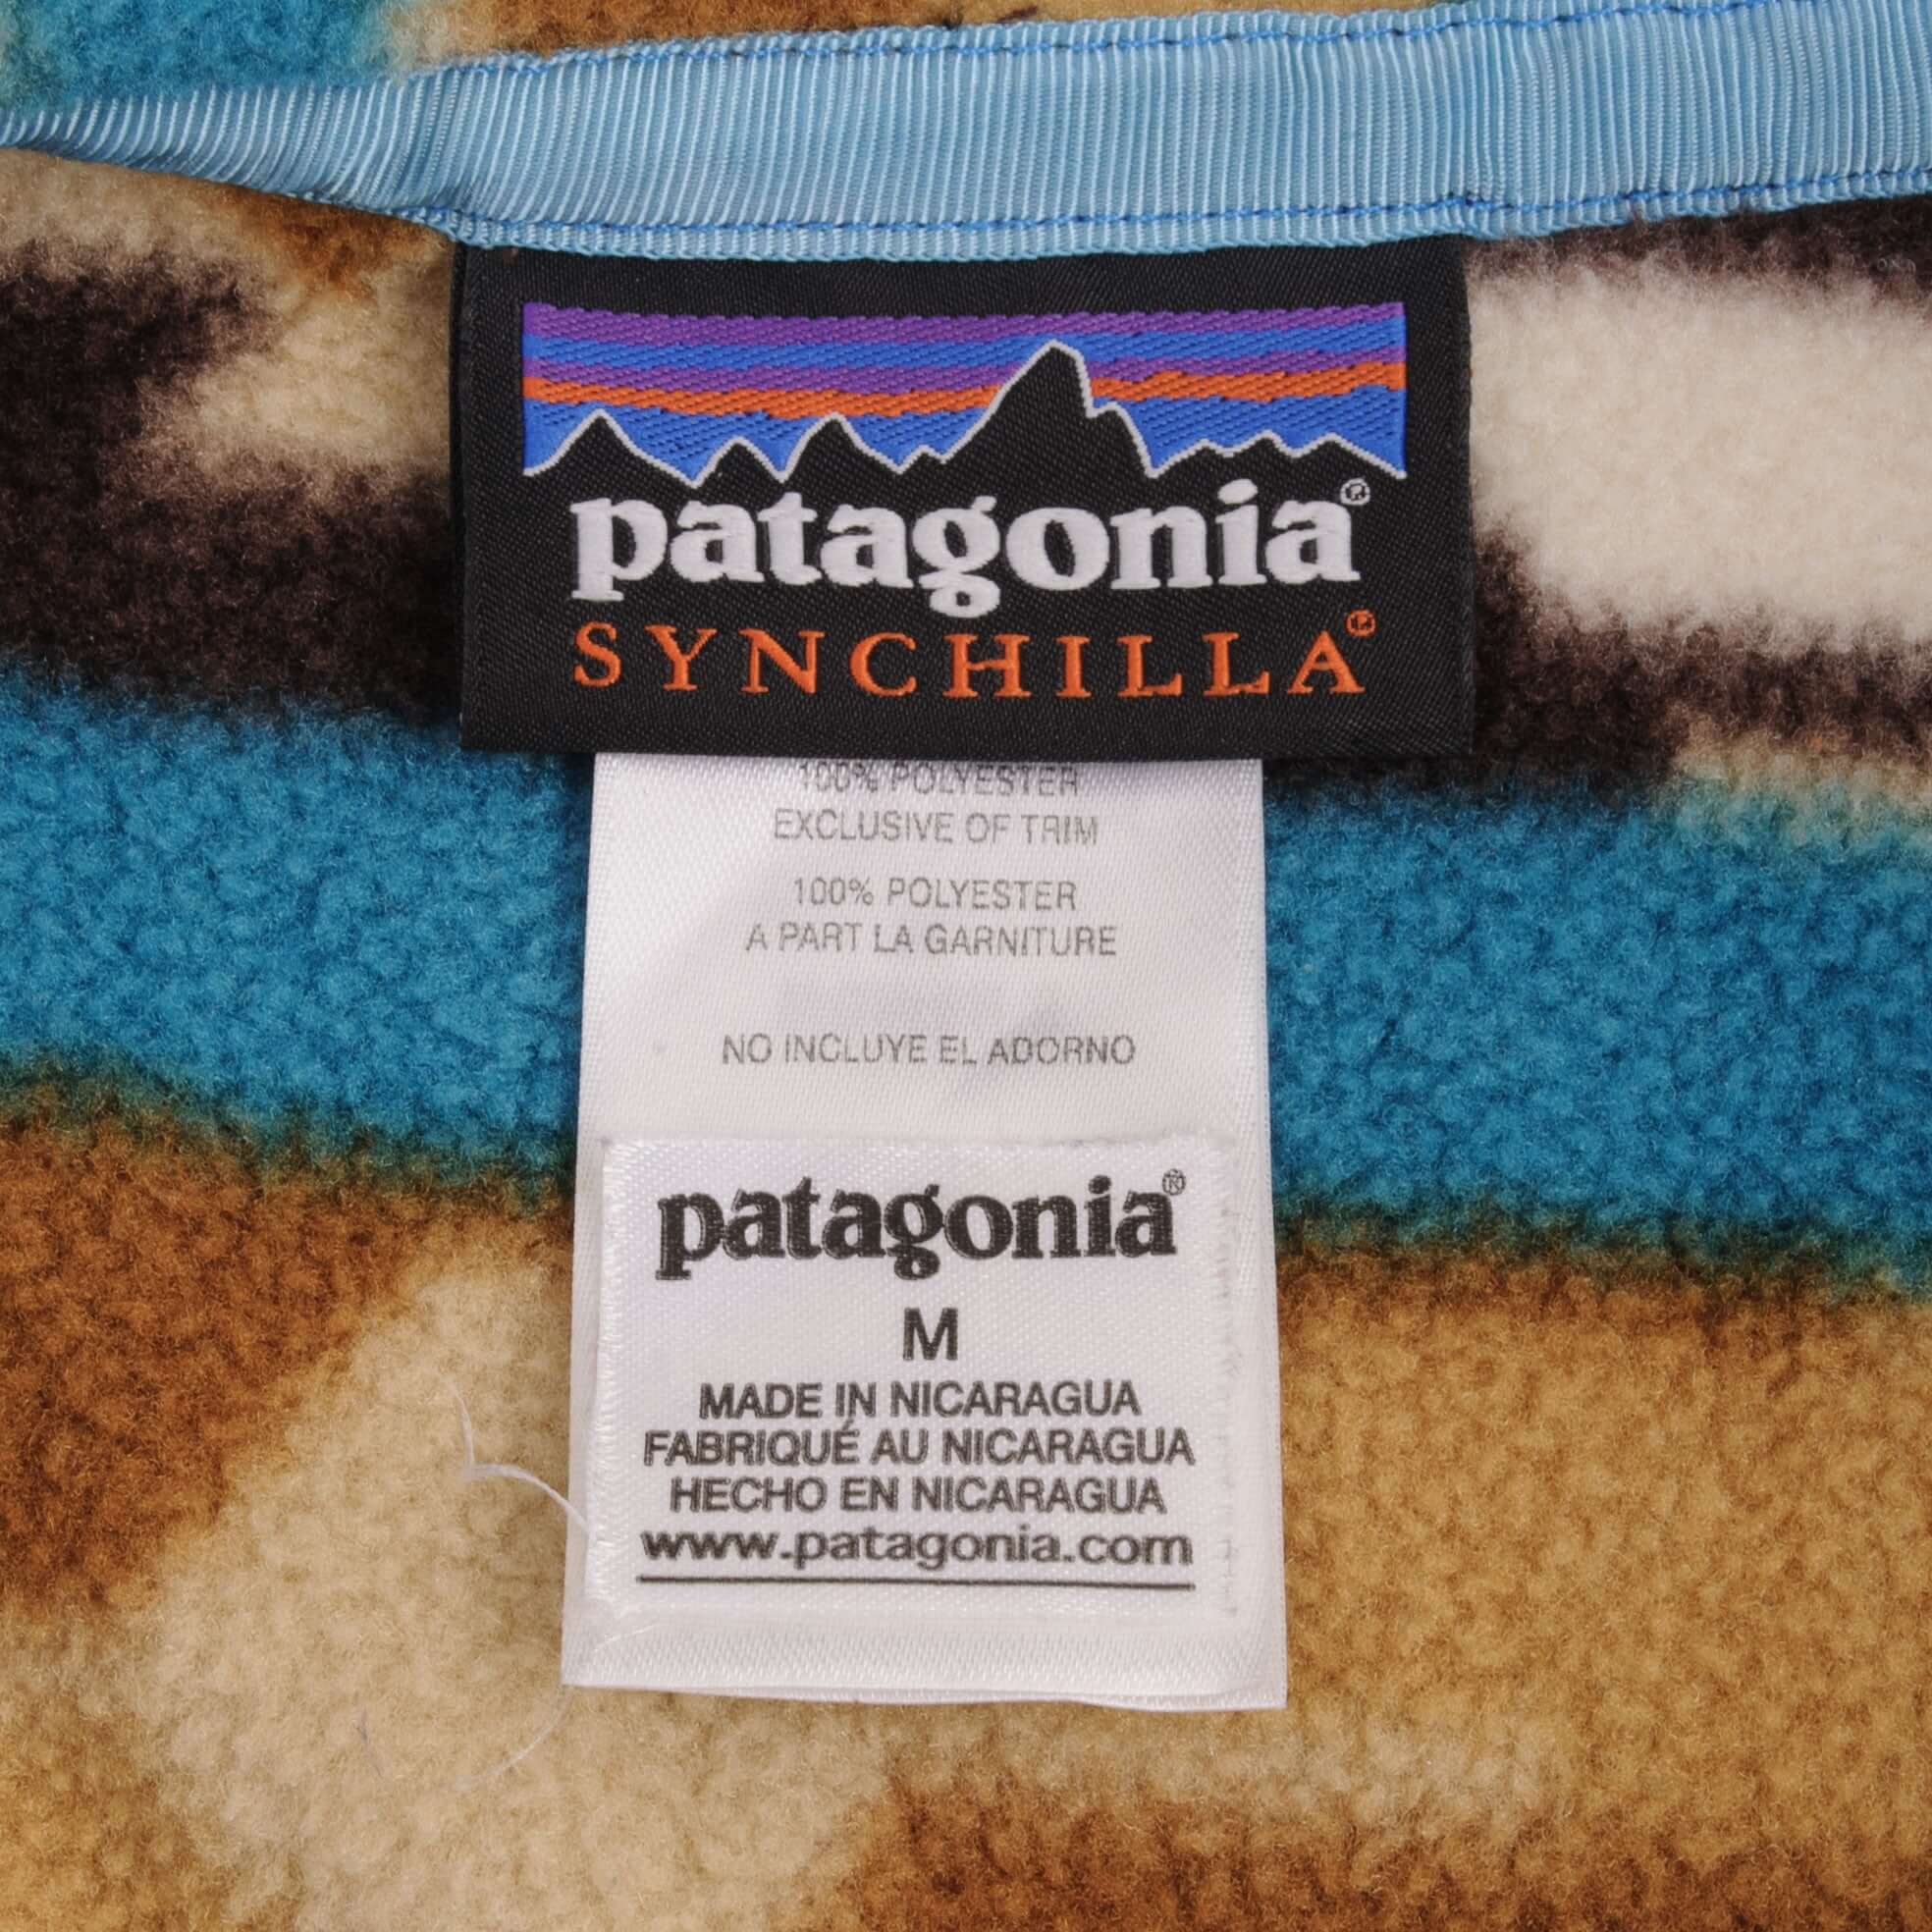 patagonia®
SYNCHILLA®
100% POLYESTER
EXCLUSIVE OF TRIM
100% POLYESTER
A PART LA GARNITURE
NO INCLUYE EL ADORNO
patagonia®
M
MADE IN NICARAGUA
FABRIQUÉ AU NICARAGUA
HECHO EN NICARAGUA
www.patagonia.com